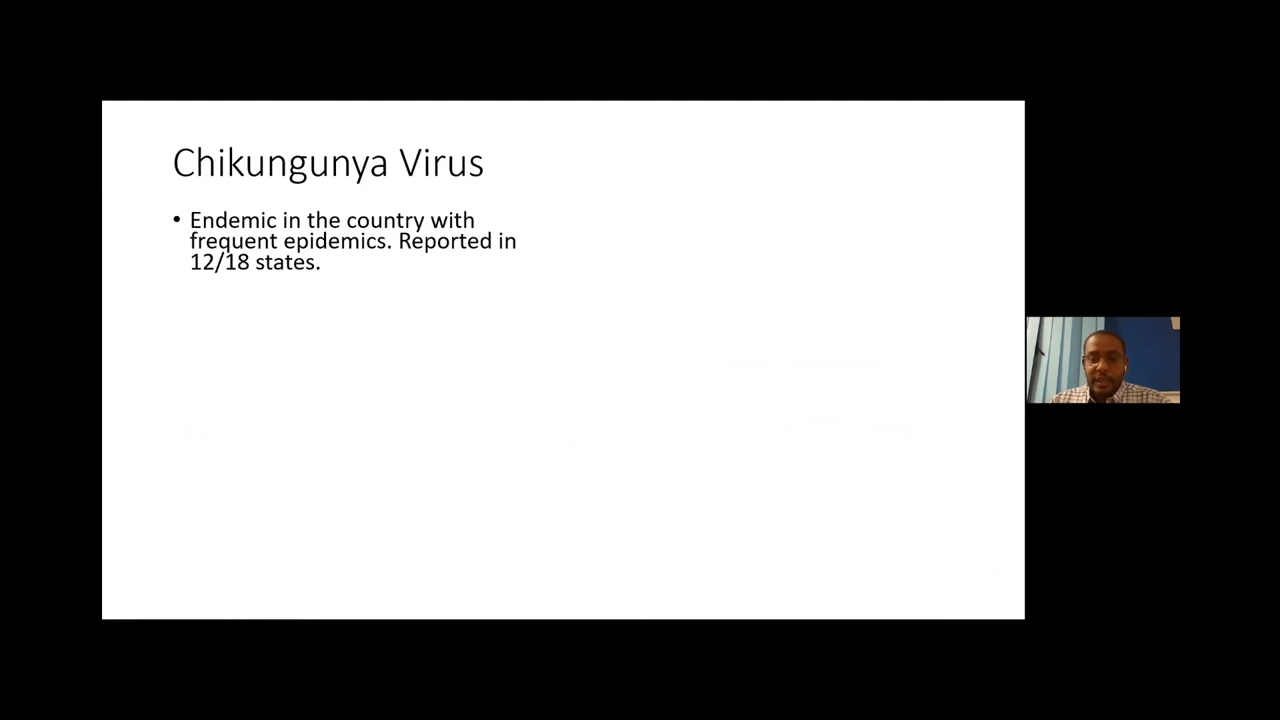 Chikungunya Virus
• Endemic in the country with
frequent epidemics. Reported in
12/18 states.